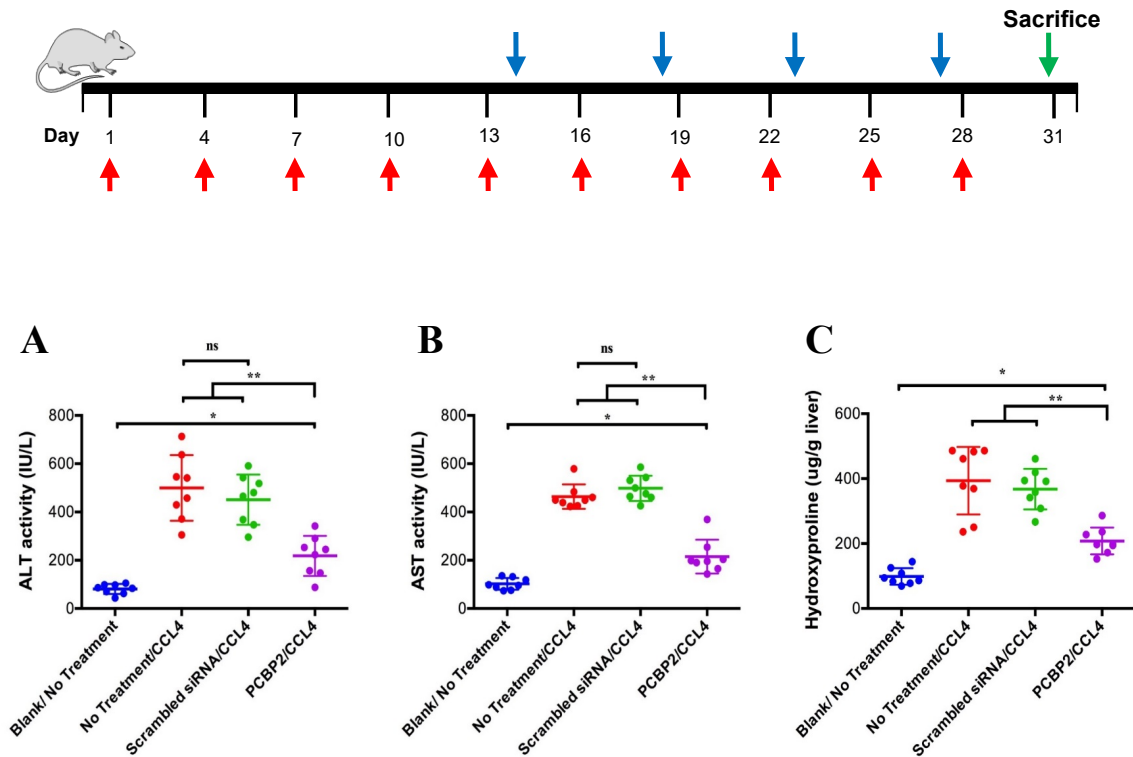 Sacrifice
Day 1 4 7 10 13 16 19 22 25 28 31
A
ns
**
*
800
600
400
200
0
ALT activity (IU/L)
Blank/ No Treatment
No Treatment/CCL4
Scrambled siRNA/CCL4
PCBP2/CCL4
B
ns
**
*
800
600
400
200
0
AST activity (IU/L)
Blank/ No Treatment
No Treatment/CCL4
Scrambled siRNA/CCL4
PCBP2/CCL4
C
*
**
600
400
200
0
Hydroxyproline (ug/g liver)
Blank/ No Treatment
No Treatment/CCL4
Scrambled siRNA/CCL4
PCBP2/CCL4